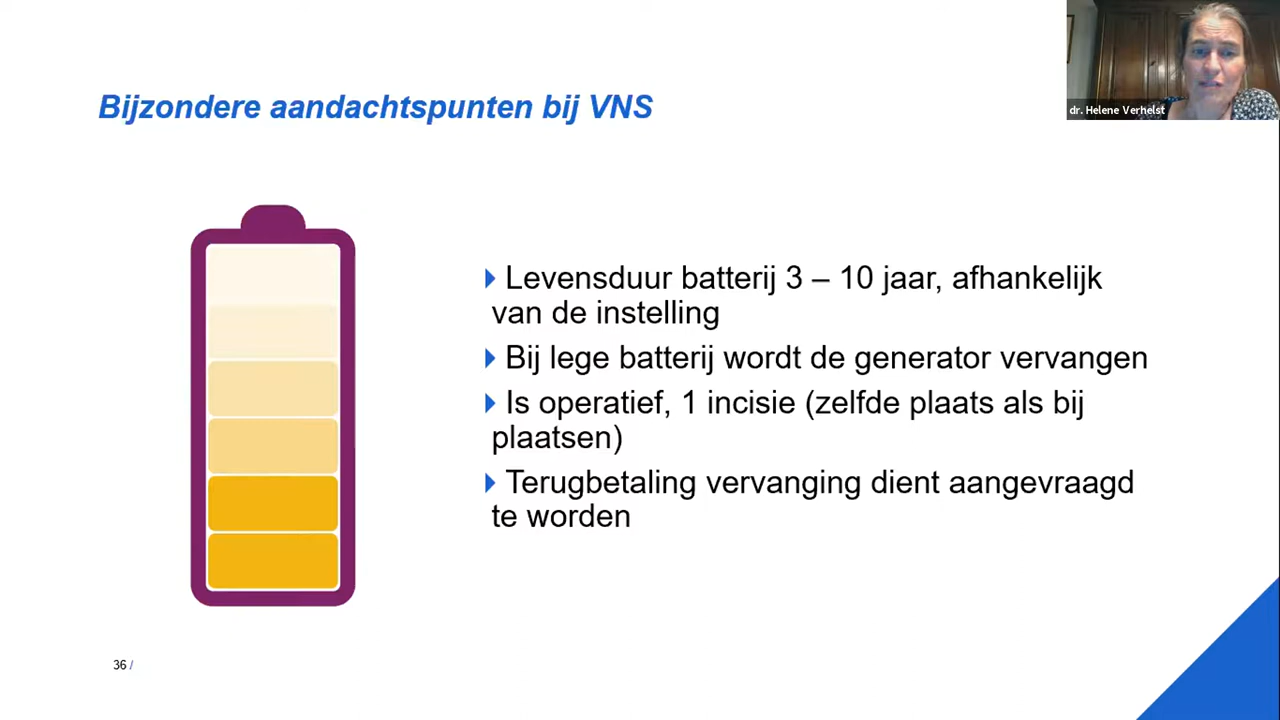 dr. Helene Verhelst
Bijzondere aandachtspunten bij VNS
Levensduur batterij 3 – 10 jaar, afhankelijk
van de instelling
Bij lege batterij wordt de generator vervangen
Is operatief, 1 incisie (zelfde plaats als bij
plaatsen)
Terugbetaling vervanging dient aangevraagd
te worden
36 /